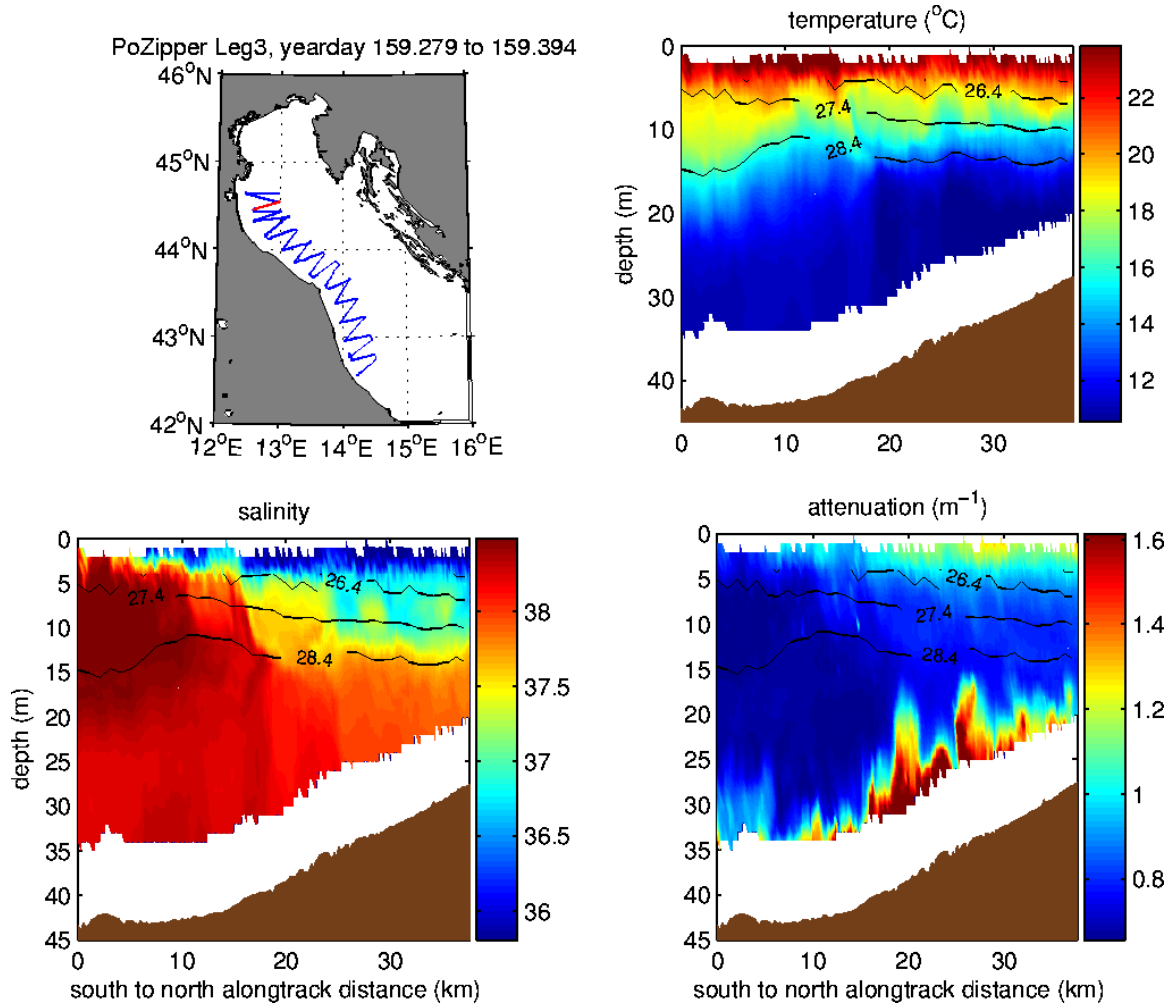 PoZipper Leg3, yearday 159.279 to 159.394
46°N
45°N
44°N
43°N
42°N
12°E 13°E 14°E 15°E 16°E
temperature (°C)
0
10
20
30
40
depth (m)
0 10 20 30
26.4
27.4
28.4
22
20
18
16
14
12
salinity
0
5
10
15
20
25
30
35
40
45
depth (m)
0 10 20 30
south to north alongtrack distance (km)
26.4
27.4
28.4
38
37.5
37
36.5
36
attenuation (m⁻¹)
0
5
10
15
20
25
30
35
40
45
depth (m)
0 10 20 30
south to north alongtrack distance (km)
26.4
27.4
28.4
1.6
1.4
1.2
1
0.8